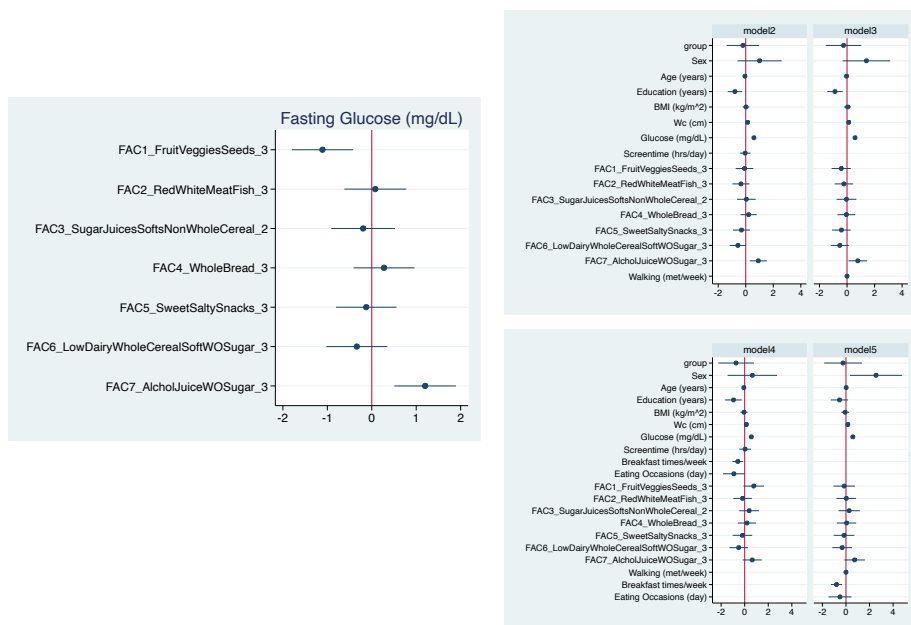 Fasting Glucose (mg/dL)
FAC1_FruitVeggiesSeeds_3
FAC2_RedWhiteMeatFish_3
FAC3_SugarJuicesSoftsNonWholeCereal_2
FAC4_WholeBread_3
FAC5_SweetSaltySnacks_3
FAC6_LowDairyWholeCerealSoftWOSugar_3
FAC7_AlcholJuiceWOSugar_3
-2 -1 0 1 2
model2 model3
group
Sex
Age (years)
Education (years)
BMI (kg/m^2)
Wc (cm)
Glucose (mg/dL)
Screentime (hrs/day)
FAC1_FruitVeggiesSeeds_3
FAC2_RedWhiteMeatFish_3
FAC3_SugarJuicesSoftsNonWholeCereal_2
FAC4_WholeBread_3
FAC5_SweetSaltySnacks_3
FAC6_LowDairyWholeCerealSoftWOSugar_3
FAC7_AlcholJuiceWOSugar_3
Walking (met/week)
-2 0 2 4 -2 0 2 4
model4 model5
group
Sex
Age (years)
Education (years)
BMI (kg/m^2)
Wc (cm)
Glucose (mg/dL)
Screentime (hrs/day)
Breakfast times/week
Eating Occasions (day)
FAC1_FruitVeggiesSeeds_3
FAC2_RedWhiteMeatFish_3
FAC3_SugarJuicesSoftsNonWholeCereal_2
FAC4_WholeBread_3
FAC5_SweetSaltySnacks_3
FAC6_LowDairyWholeCerealSoftWOSugar_3
FAC7_AlcholJuiceWOSugar_3
Walking (met/week)
Breakfast times/week
Eating Occasions (day)
-2 0 2 4 -2 0 2 4